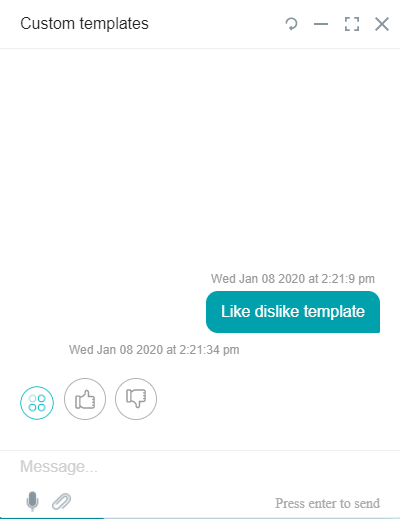 Custom templates
Wed Jan 08 2020 at 2:21:9 pm
Like dislike template
Wed Jan 08 2020 at 2:21:34 pm
Message...
Press enter to send